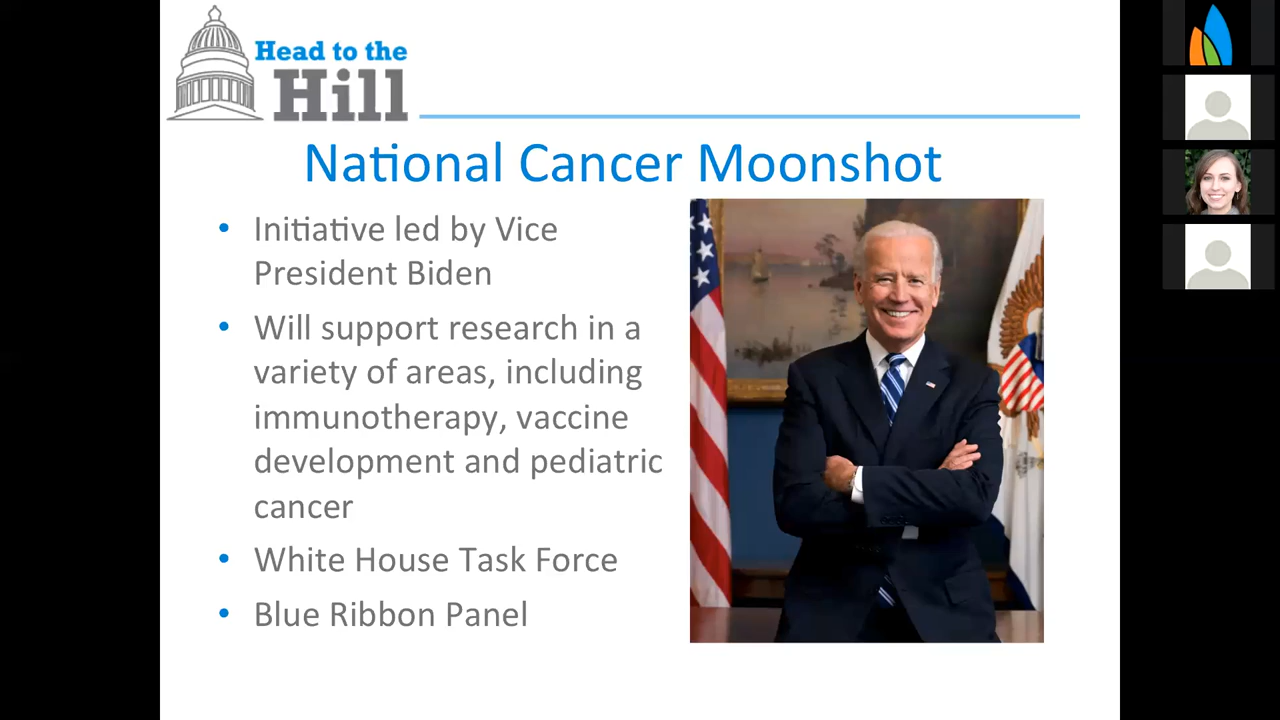 Head to the
Hill
National Cancer Moonshot
• Initiative led by Vice
President Biden
• Will support research in a
variety of areas, including
immunotherapy, vaccine
development and pediatric
cancer
• White House Task Force
• Blue Ribbon Panel